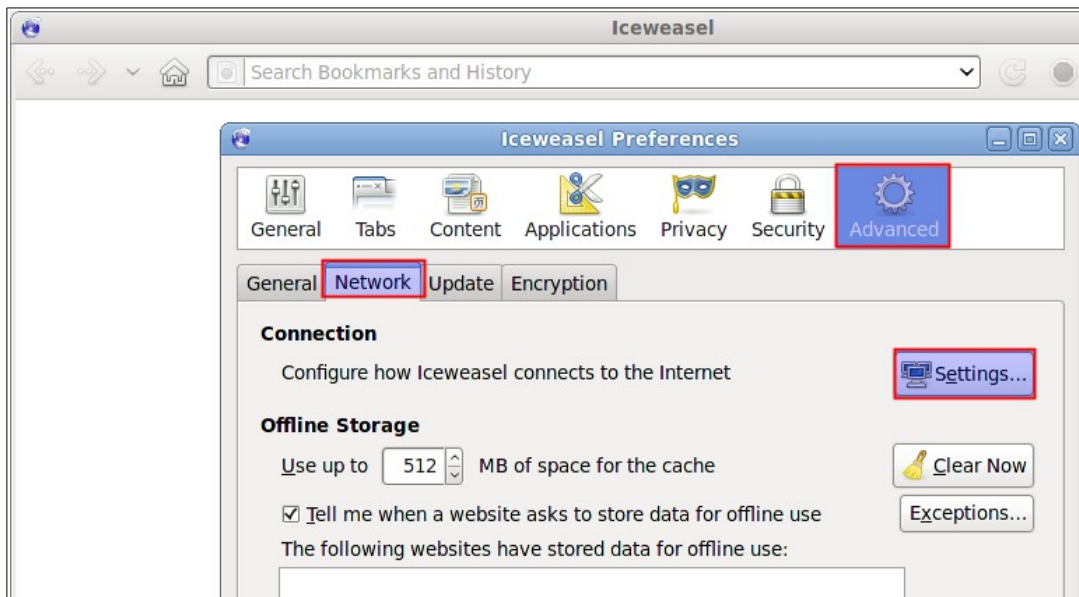 Iceweasel
Search Bookmarks and History
Iceweasel Preferences
General Tabs Content Applications Privacy Security Advanced
General Network Update Encryption
Connection
Configure how Iceweasel connects to the Internet Settings...
Offline Storage
Use up to 512 MB of space for the cache Clear Now
Tell me when a website asks to store data for offline use Exceptions...
The following websites have stored data for offline use: